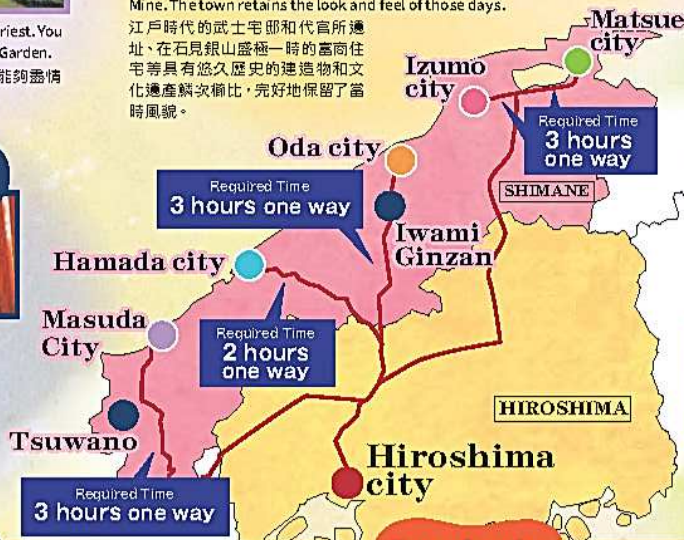 riest. You
Garden.
能夠盡情
Mine. The town retains the look and feel of those days.
江戶時代的武士宅邸和代官所遺
址、在石見銀山盛極一時的富商住
宅等具有悠久歷史的建造物和文
化遺產鱗次櫛比，完好地保留了當
時風貌。
Matsue
city
Izumo
city
Required Time
3 hours
one way
Oda city
Required Time
3 hours one way
SHIMANE
Iwami
Ginzan
Hamada city
Masuda
City
Required Time
2 hours
one way
HIROSHIMA
Tsuwano
Hiroshima
city
Required Time
3 hours one way